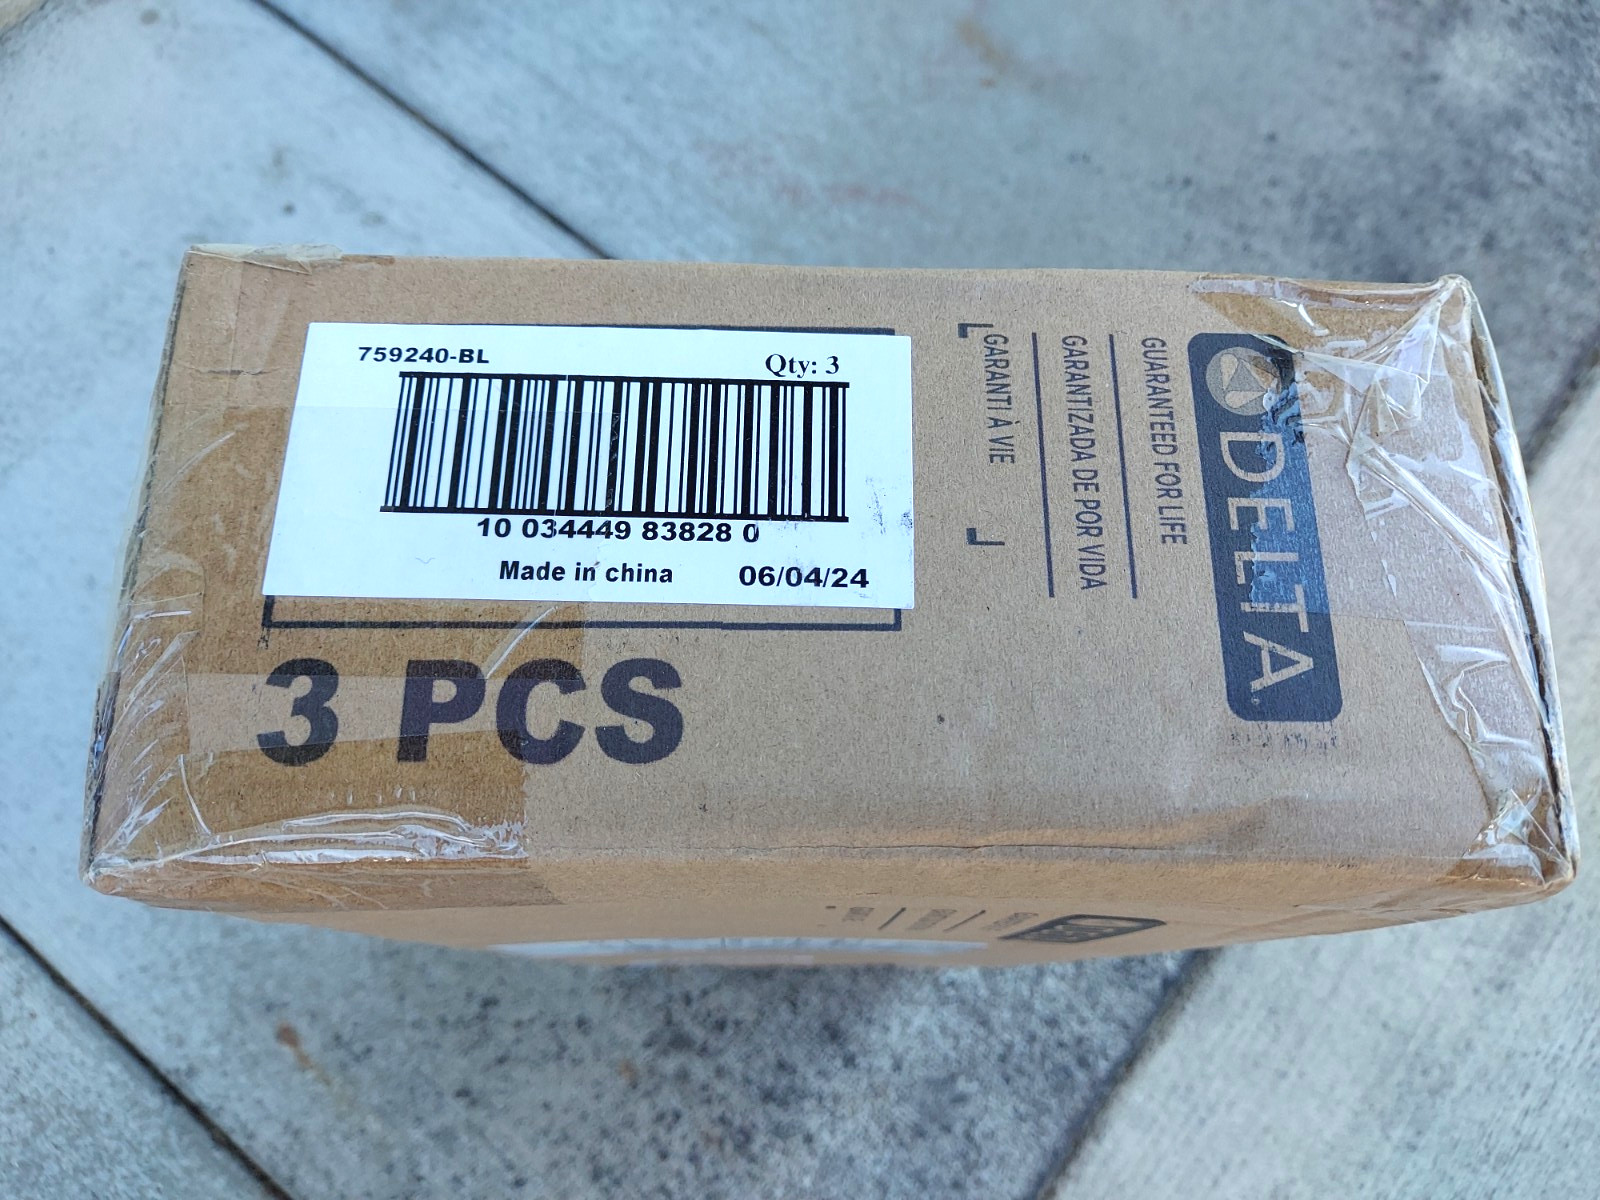 759240-BL
Qty: 3
10 034449 83828 0
Made in china 06/04/24
3 PCS
DELTA
GUARANTEED FOR LIFE
GARANTIZADA DE POR VIDA
GARANTI À VIE